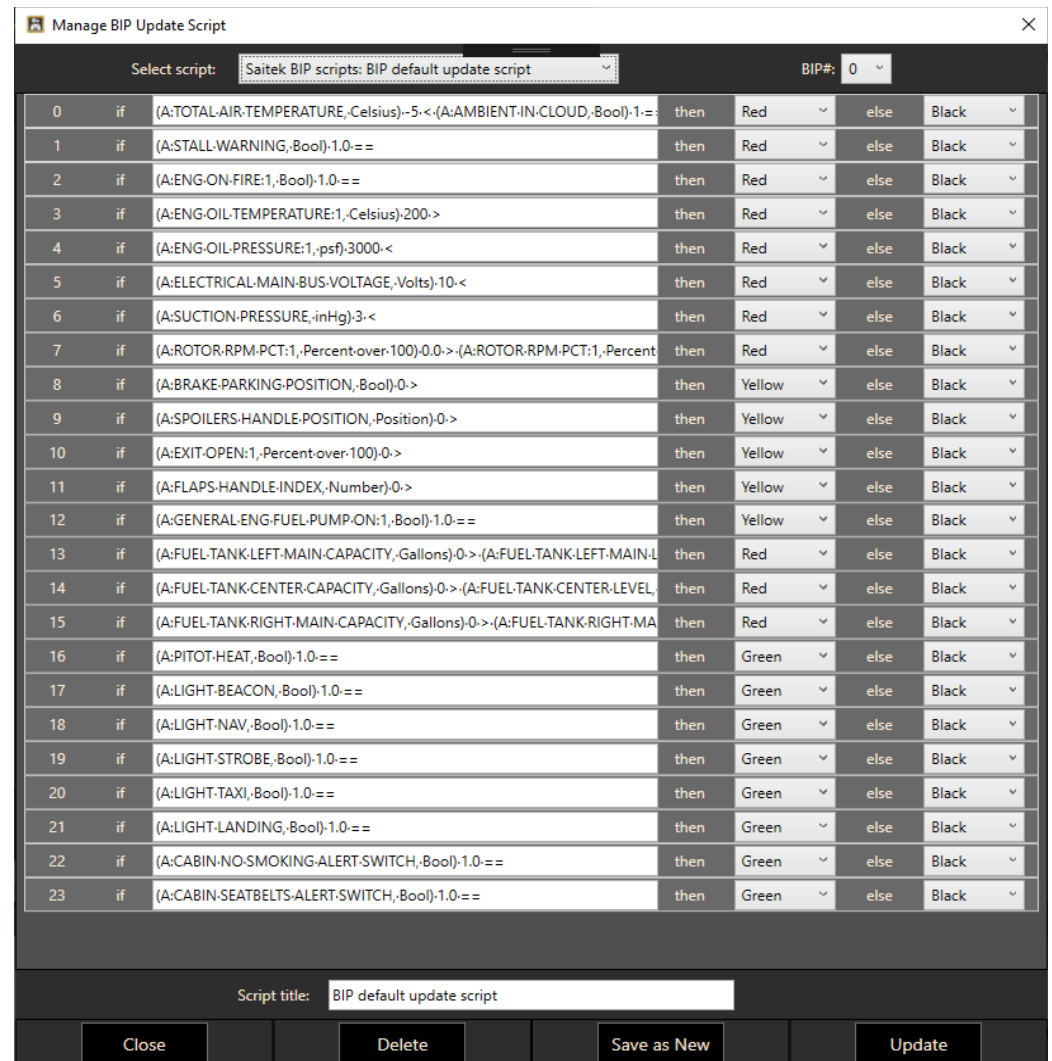 Manage BIP Update Script
Select script: Saitek BIP scripts: BIP default update script BIP#: 0
0 if (A:TOTAL·AIR·TEMPERATURE,·Celsius)·-5·<·(A:AMBIENT·IN·CLOUD,·Bool)·1·== then Red else Black
1 if (A:STALL·WARNING,·Bool)·1.0·== then Red else Black
2 if (A:ENG·ON·FIRE:1,·Bool)·1.0·== then Red else Black
3 if (A:ENG·OIL·TEMPERATURE:1,·Celsius)·200·> then Red else Black
4 if (A:ENG·OIL·PRESSURE:1,·psf)·3000·< then Red else Black
5 if (A:ELECTRICAL·MAIN·BUS·VOLTAGE,·Volts)·10·< then Red else Black
6 if (A:SUCTION·PRESSURE,·inHg)·3·< then Red else Black
7 if (A:ROTOR·RPM·PCT:1,·Percent·over·100)·0.0·>·(A:ROTOR·RPM·PCT:1,·Percent· then Red else Black
8 if (A:BRAKE·PARKING·POSITION,·Bool)·0·> then Yellow else Black
9 if (A:SPOILERS·HANDLE·POSITION,·Position)·0·> then Yellow else Black
10 if (A:EXIT·OPEN:1,·Percent·over·100)·0·> then Yellow else Black
11 if (A:FLAPS·HANDLE·INDEX,·Number)·0·> then Yellow else Black
12 if (A:GENERAL·ENG·FUEL·PUMP·ON:1,·Bool)·1.0·== then Yellow else Black
13 if (A:FUEL·TANK·LEFT·MAIN·CAPACITY,·Gallons)·0·>·(A:FUEL·TANK·LEFT·MAIN·L then Red else Black
14 if (A:FUEL·TANK·CENTER·CAPACITY,·Gallons)·0·>·(A:FUEL·TANK·CENTER·LEVEL,· then Red else Black
15 if (A:FUEL·TANK·RIGHT·MAIN·CAPACITY,·Gallons)·0·>·(A:FUEL·TANK·RIGHT·MA then Red else Black
16 if (A:PITOT·HEAT,·Bool)·1.0·== then Green else Black
17 if (A:LIGHT·BEACON,·Bool)·1.0·== then Green else Black
18 if (A:LIGHT·NAV,·Bool)·1.0·== then Green else Black
19 if (A:LIGHT·STROBE,·Bool)·1.0·== then Green else Black
20 if (A:LIGHT·TAXI,·Bool)·1.0·== then Green else Black
21 if (A:LIGHT·LANDING,·Bool)·1.0·== then Green else Black
22 if (A:CABIN·NO·SMOKING·ALERT·SWITCH,·Bool)·1.0·== then Green else Black
23 if (A:CABIN·SEATBELTS·ALERT·SWITCH,·Bool)·1.0·== then Green else Black
Script title: BIP default update script
Close Delete Save as New Update